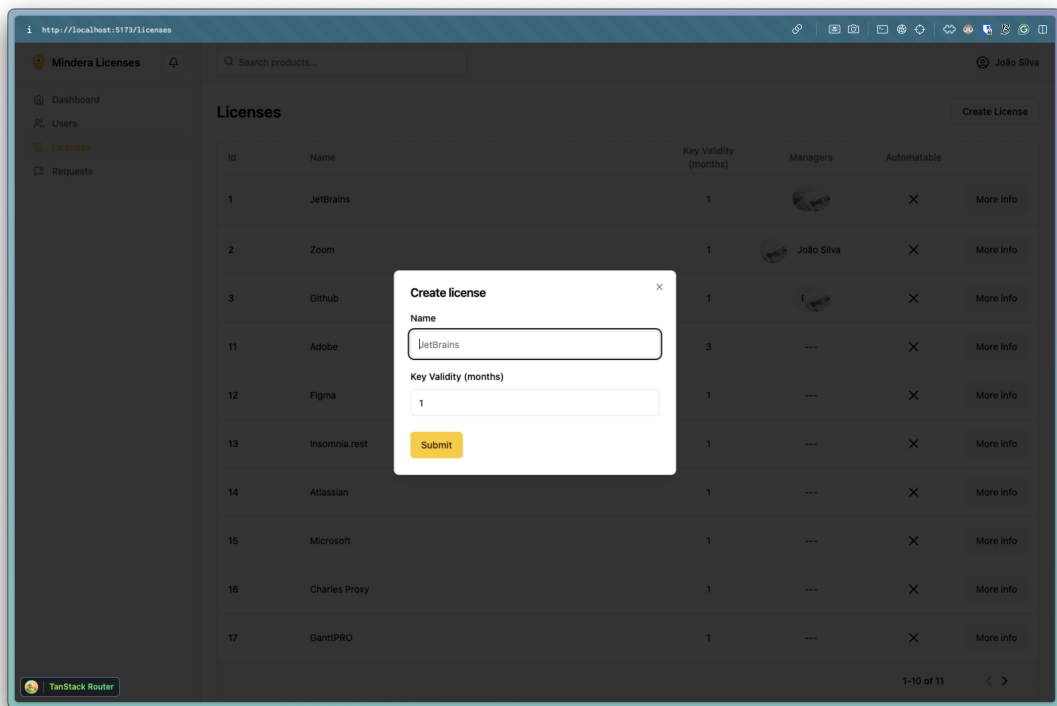 http://localhost:5173/licenses
Mindera Licenses
Search products...
João Silva
Dashboard
Users
Licenses
Requests
Licenses
Create License
Id Name Key Validity (months) Managers Automatable
1 JetBrains 1 More info
2 Zoom 1 João Silva More info
3 Github 1 More info
11 Adobe 3 --- More info
12 Figma 1 --- More info
13 Insomnia.rest 1 --- More info
14 Atlassian 1 --- More info
15 Microsoft 1 --- More info
16 Charles Proxy 1 --- More info
17 GanttPRO 1 --- More info
1-10 of 11
Create license
Name
JetBrains
Key Validity (months)
1
Submit
TanStack Router